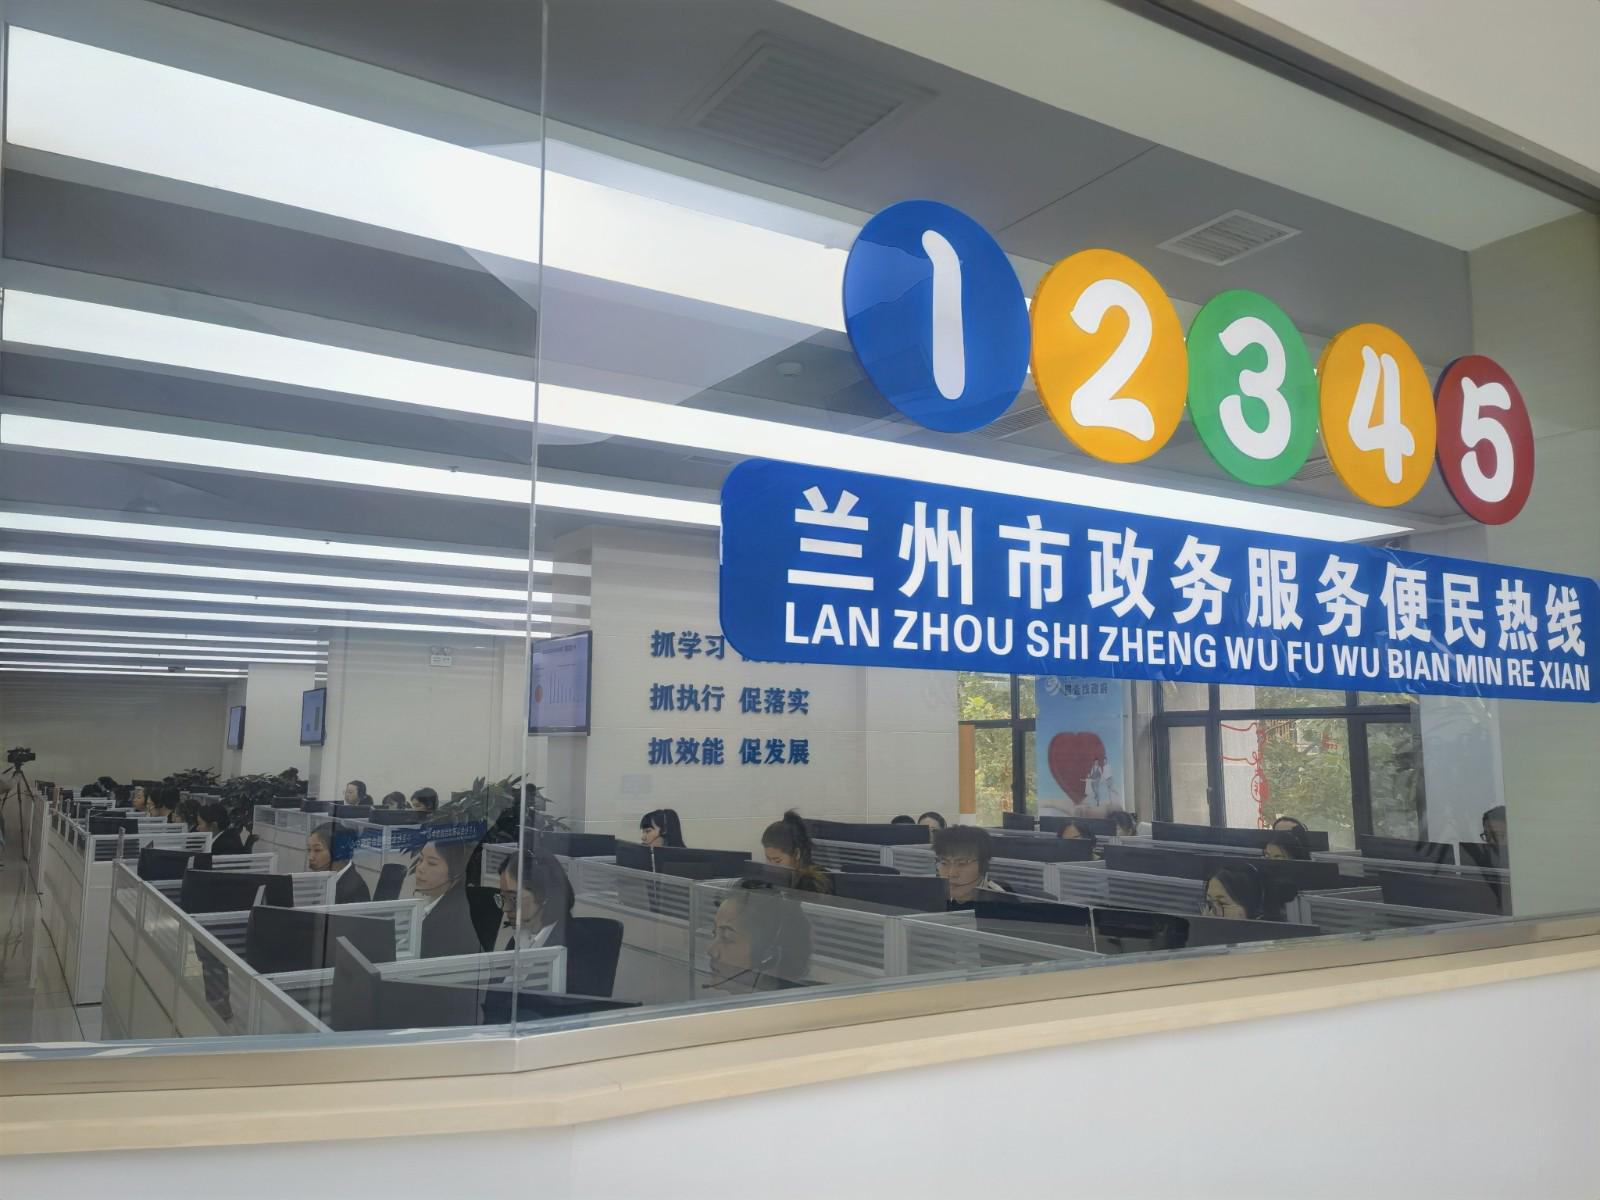 12345
兰州市政务服务便民热线
LAN ZHOU SHI ZHENG WU FU WU BIAN MIN RE XIAN
抓学习
抓执行 促落实
抓效能 促发展